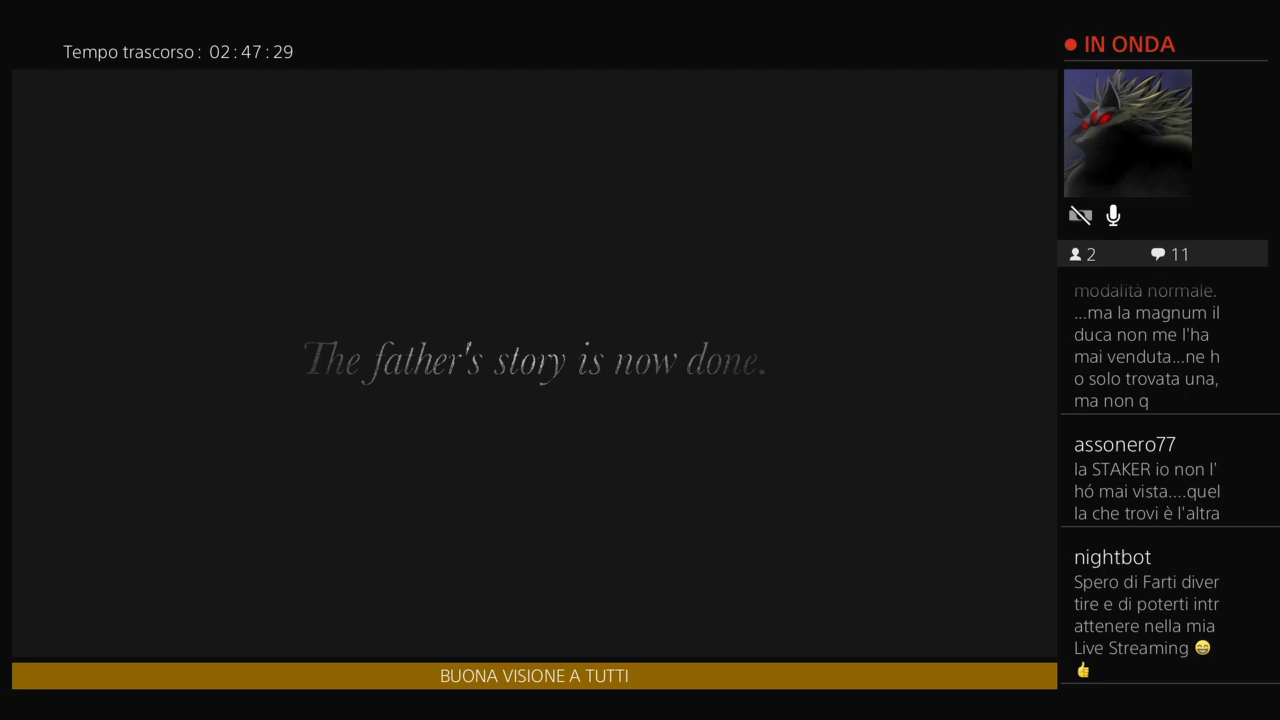 Tempo trascorso : 02 : 47 : 29
IN ONDA
2 11
The father's story is now done.
modalità normale.
...ma la magnum il
duca non me l'ha
mai venduta...ne h
o solo trovata una,
ma non q
assonero77
la STAKER io non l'
hó mai vista....quel
la che trovi è l'altra
nightbot
Spero di Farti diver
tire e di poterti intr
attenere nella mia
Live Streaming 😁
👍
BUONA VISIONE A TUTTI